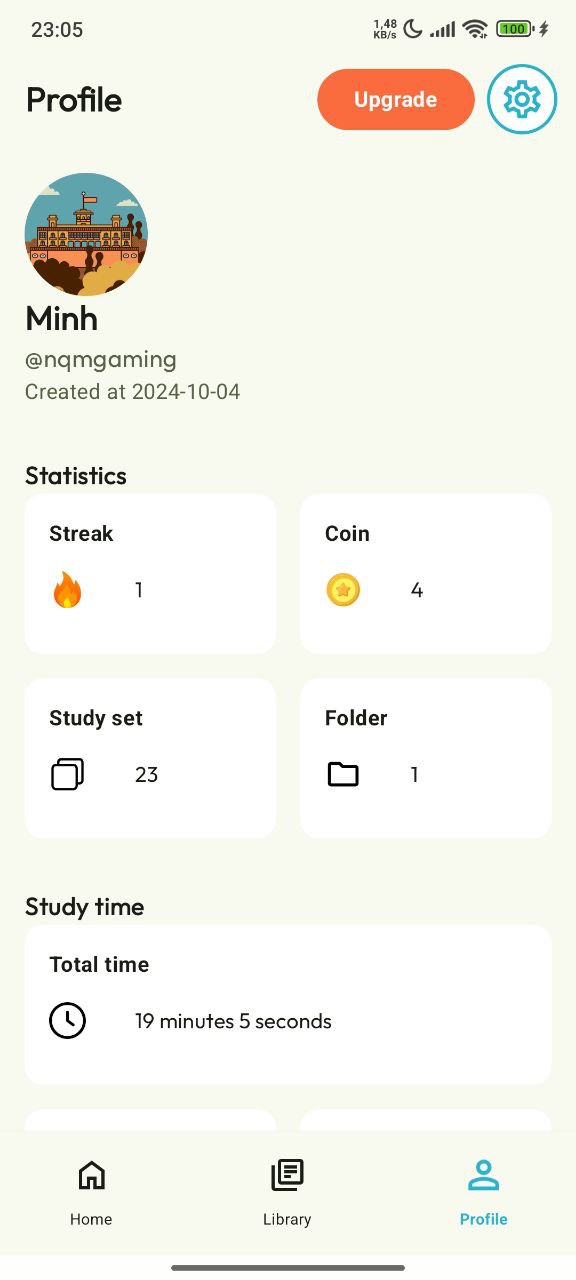 23:05
1,48
KB/s
100
Profile
Upgrade
Minh
@nqmgaming
Created at 2024-10-04
Statistics
Streak
Coin
1
4
Study set
Folder
23
1
Study time
Total time
19 minutes 5 seconds
Home
Library
Profile